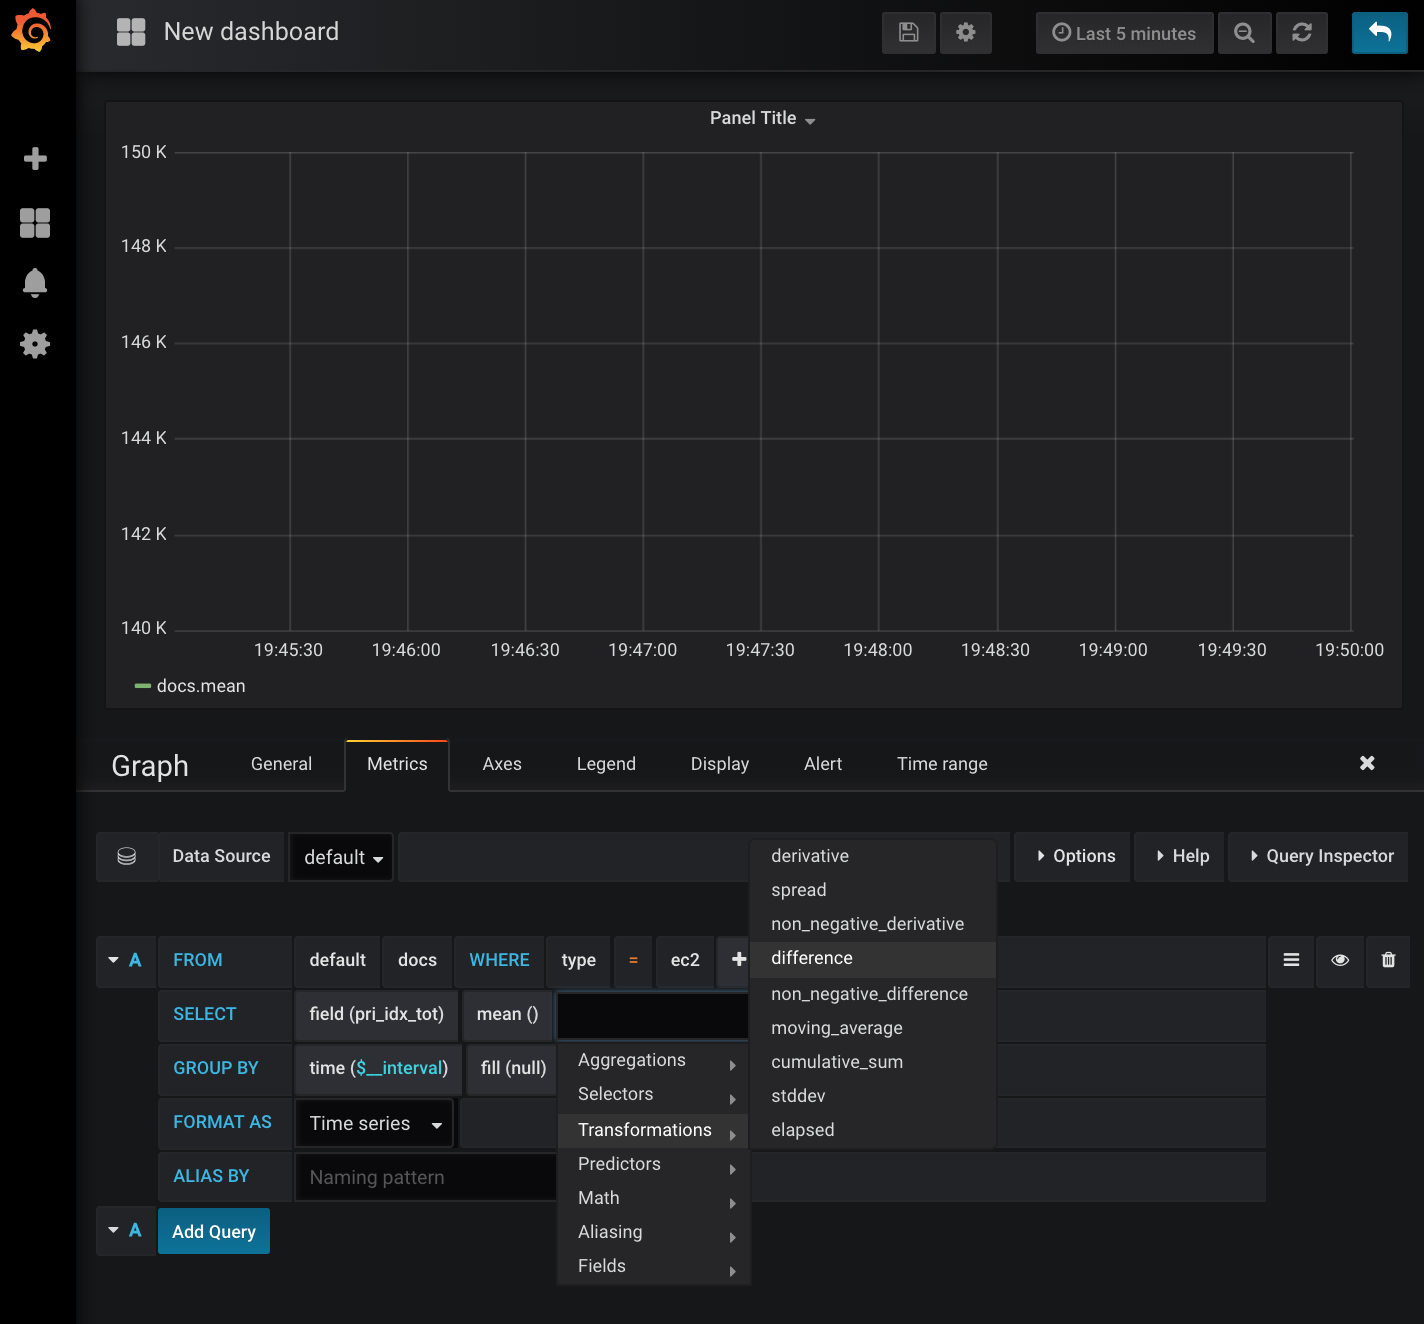 New dashboard
Last 5 minutes
Panel Title
150 K
148 K
146 K
144 K
142 K
140 K
19:45:30 19:46:00 19:46:30 19:47:00 19:47:30 19:48:00 19:48:30 19:49:00 19:49:30 19:50:00
docs.mean
Graph General Metrics Axes Legend Display Alert Time range
Data Source default Options Help Query Inspector
A FROM default docs WHERE type = ec2
SELECT field (pri_idx_tot) mean ()
GROUP BY time ($__interval) fill (null)
FORMAT AS Time series
ALIAS BY Naming pattern
A Add Query
Aggregations
Selectors
Transformations
Predictors
Math
Aliasing
Fields
derivative
spread
non_negative_derivative
difference
non_negative_difference
moving_average
cumulative_sum
stddev
elapsed